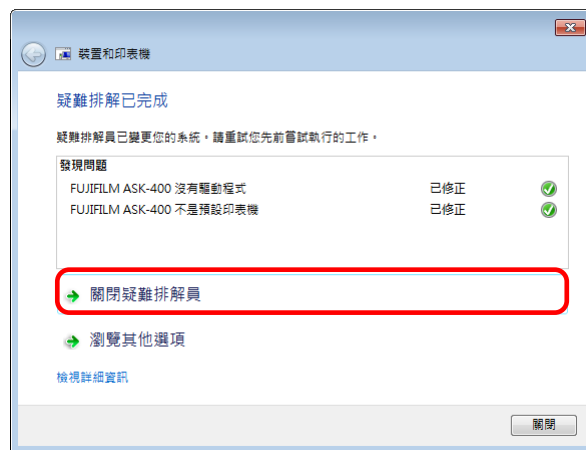 裝置和印表機
疑難排解已完成
疑難排解員已變更您的系統。請重試您先前嘗試執行的工作。
發現問題
FUJIFILM ASK-400 沒有驅動程式 已修正
FUJIFILM ASK-400 不是預設印表機 已修正
關閉疑難排解員
瀏覽其他選項
檢視詳細資訊
關閉